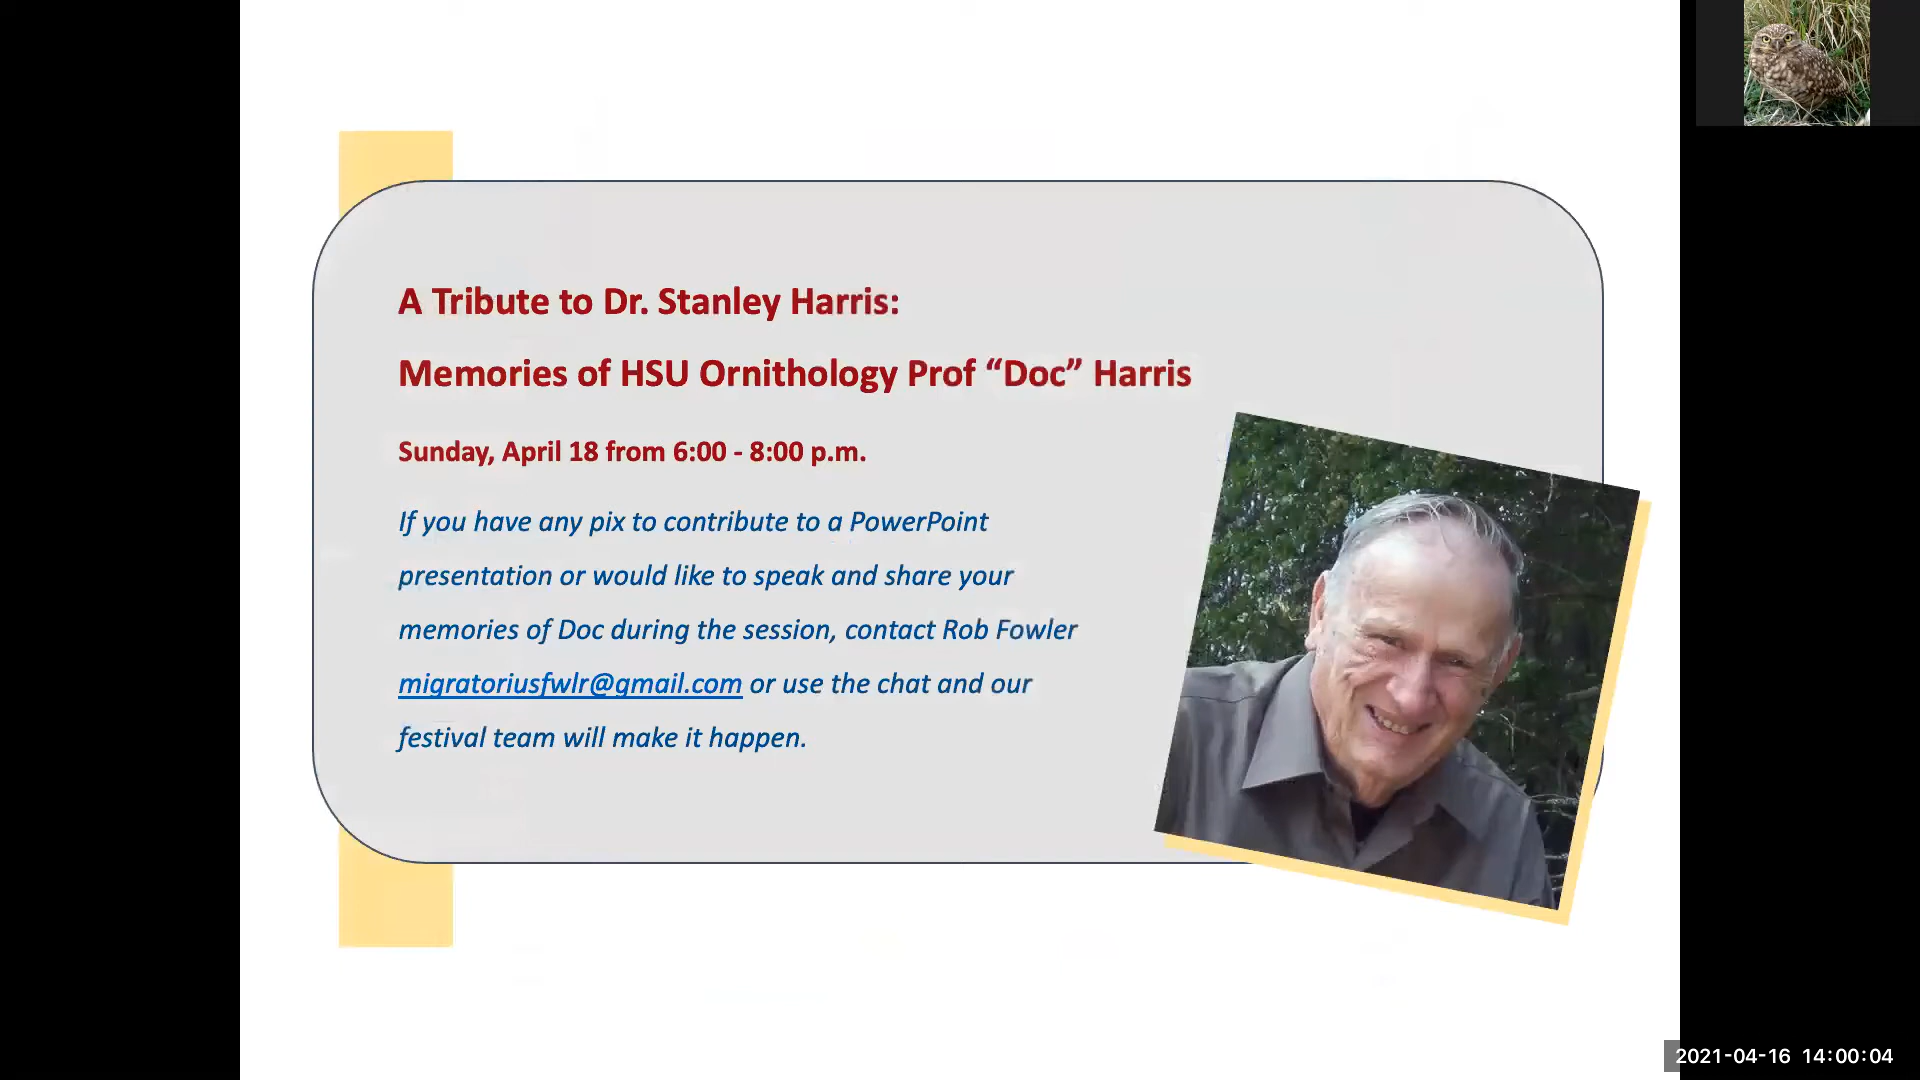 A Tribute to Dr. Stanley Harris:
Memories of HSU Ornithology Prof “Doc” Harris
Sunday, April 18 from 6:00 - 8:00 p.m.
If you have any pix to contribute to a PowerPoint
presentation or would like to speak and share your
memories of Doc during the session, contact Rob Fowler
migratoriusfwlr@gmail.com or use the chat and our
festival team will make it happen.
2021-04-16 14:00:04